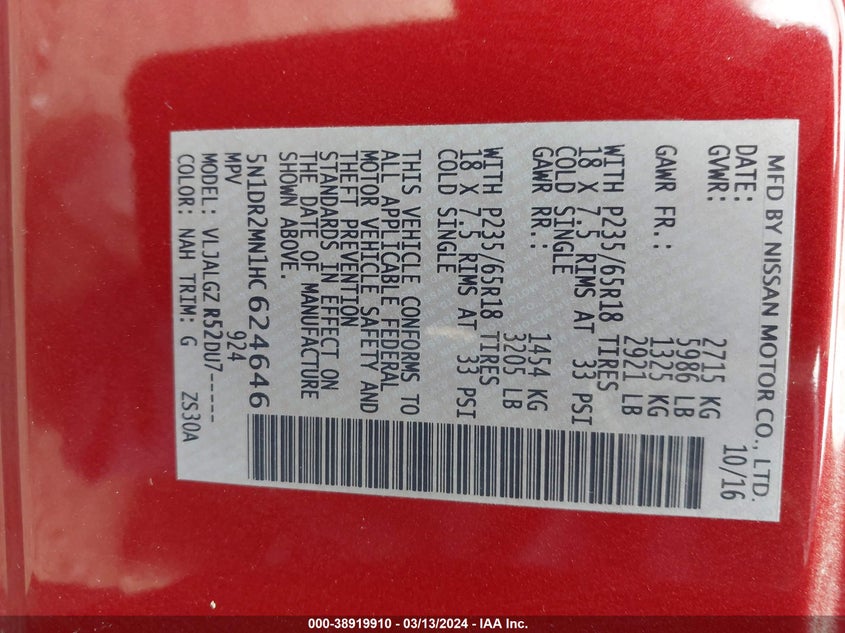 MFD BY NISSAN MOTOR CO., LTD.
DATE: 10/16
GVWR: 2715 KG
5986 LB
GAWR FR.: 1325 KG
2921 LB
WITH P235/65R18 TIRES
18 X 7.5 RIMS AT 33 PSI
COLD SINGLE
GAWR RR.: 1454 KG
3205 LB
WITH P235/65R18 TIRES
18 X 7.5 RIMS AT 33 PSI
COLD SINGLE
THIS VEHICLE CONFORMS TO
ALL APPLICABLE FEDERAL
MOTOR VEHICLE SAFETY AND
THEFT PREVENTION
STANDARDS IN EFFECT ON
THE DATE OF MANUFACTURE
SHOWN ABOVE.
5N1DR2MN1HC624646
MPV 924
MODEL: VLJALGZ R52DU7-----
COLOR: NAH TRIM: G ZS30A
000-38919910 - 03/13/2024 - IAA Inc.